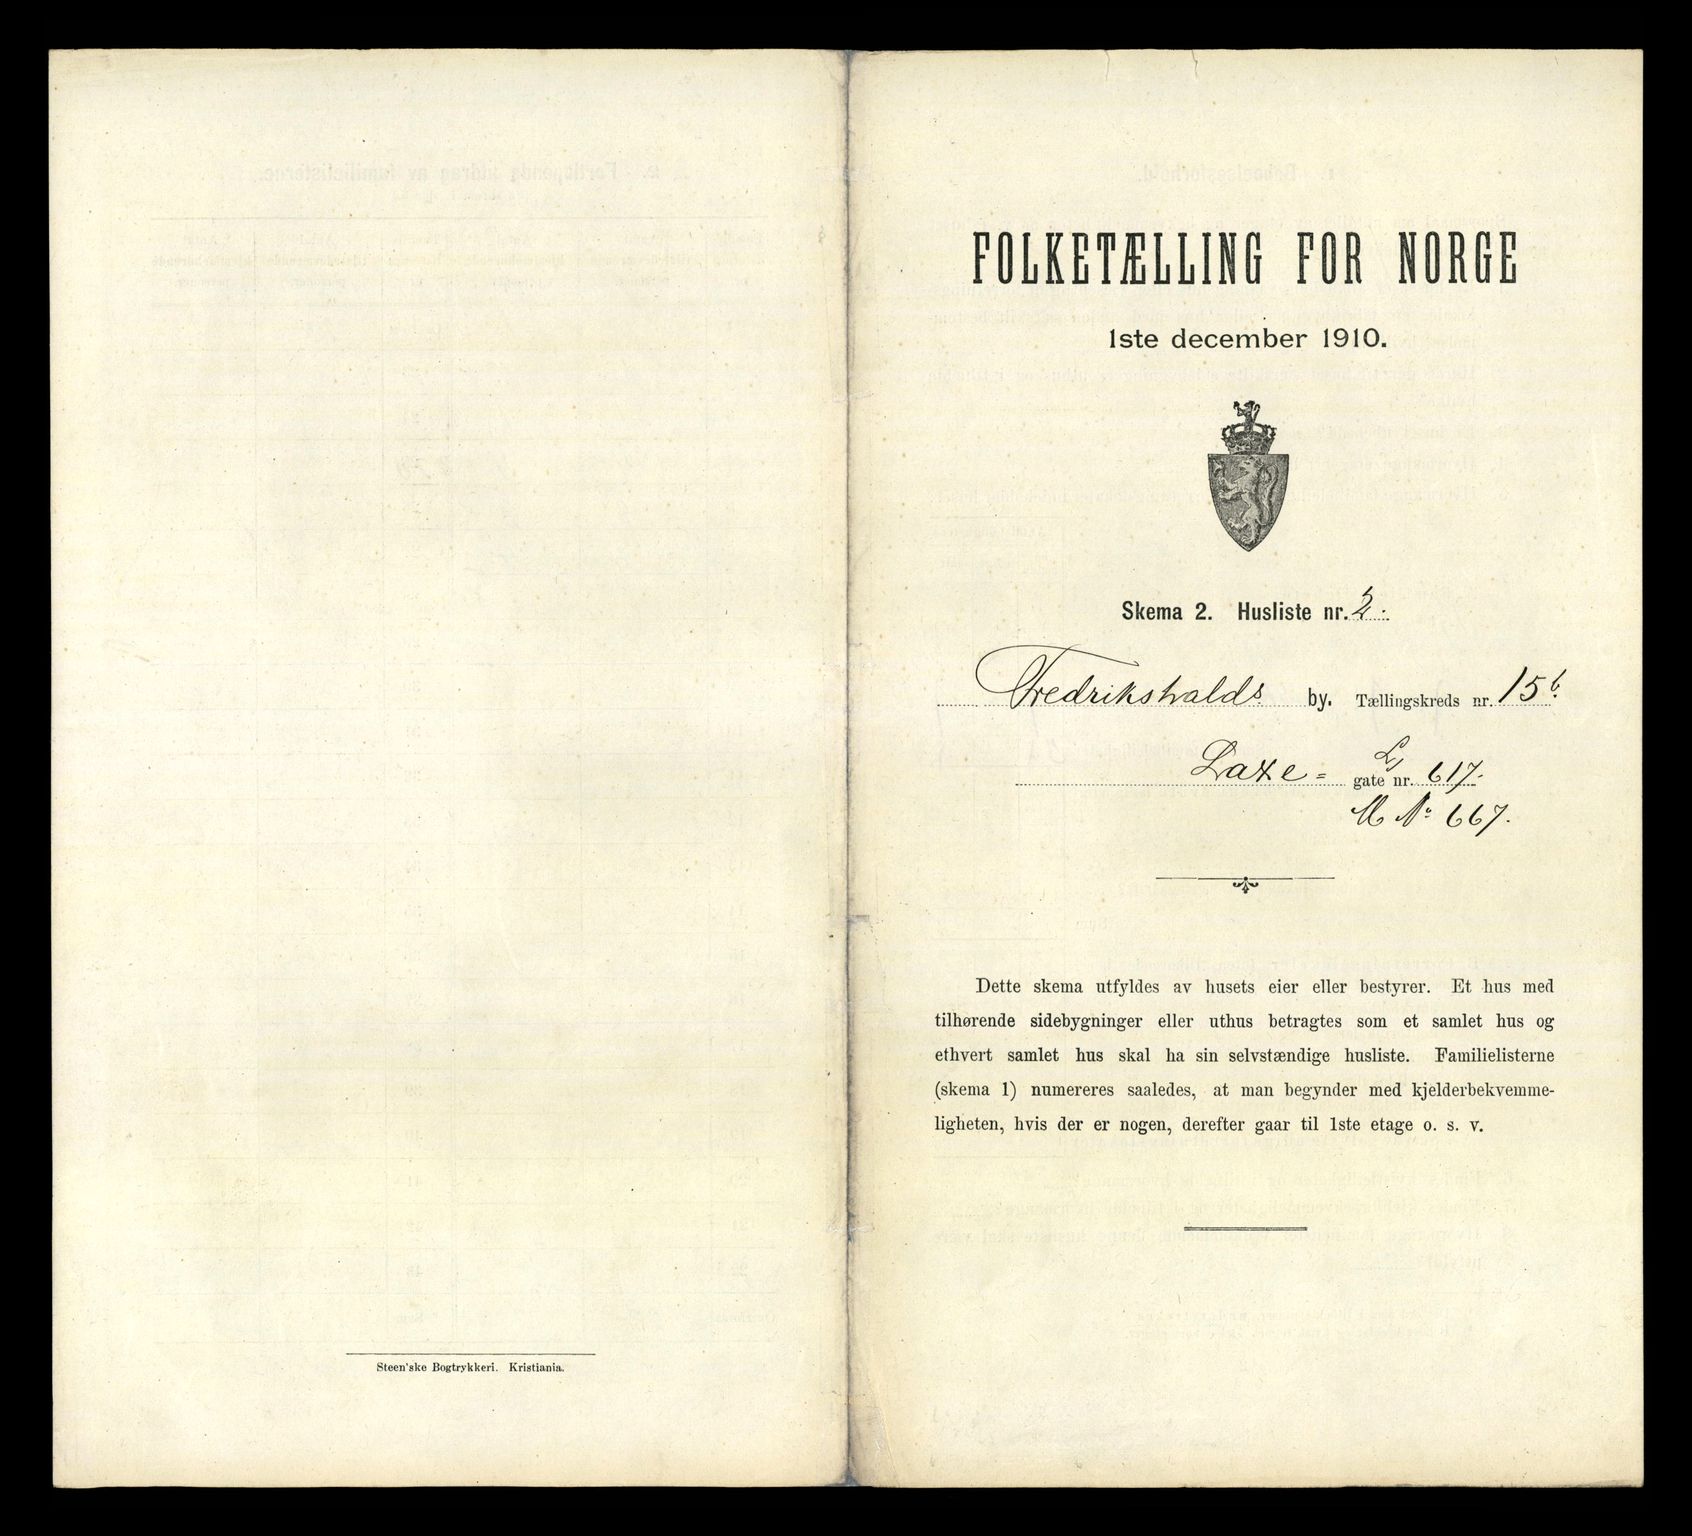 Steen'ske Bogtrykkeri. Kristiania.
FOLKETÆLLING FOR NORGE
1ste december 1910.
Skema 2. Husliste nr. 2.
Fredrikshalds by. Tællingskreds nr. 15b.
Laxe= gate L nr. 617.
M No 667.
Dette skema utfyldes av husets eier eller bestyrer. Et hus med
tilhørende sidebygninger eller uthus betragtes som et samlet hus og
ethvert samlet hus skal ha sin selvstændige husliste. Familielisterne
(skema 1) numereres saaledes, at man begynder med kjelderbekvemme-
ligheten, hvis der er nogen, derefter gaar til 1ste etage o. s. v.